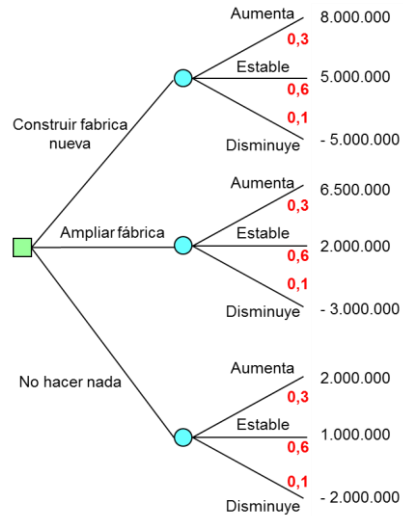 Aumenta
8.000.000
0,3
Estable
5.000.000
0,6
0,1
Disminuye
- 5.000.000
Construir fabrica
nueva
Aumenta
6.500.000
0,3
Ampliar fábrica
Estable
2.000.000
0,6
0,1
Disminuye
- 3.000.000
No hacer nada
Aumenta
2.000.000
0,3
Estable
1.000.000
0,6
0,1
Disminuye
- 2.000.000